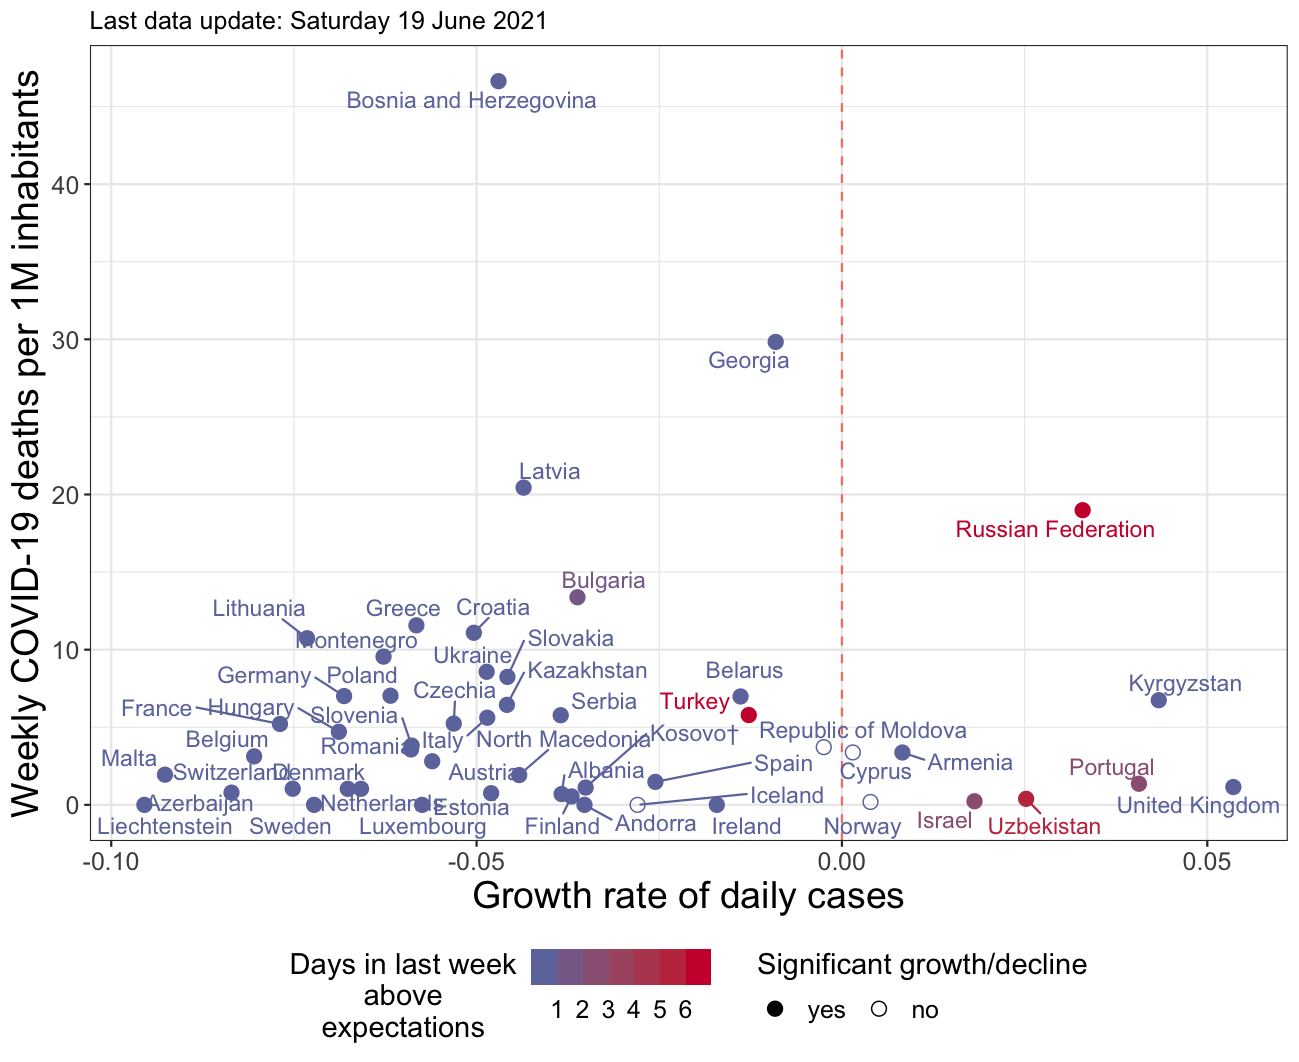 Last data update: Saturday 19 June 2021
Weekly COVID-19 deaths per 1M inhabitants
40
30
20
10
0
Bosnia and Herzegovina
Georgia
Latvia
Russian Federation
Bulgaria
Lithuania
Greece
Croatia
Montenegro
Slovakia
Ukraine
Belarus
Germany
Poland
Kazakhstan
Kyrgyzstan
Czechia
Turkey
Serbia
France
Hungary
Slovenia
Republic of Moldova
Kosovo†
Belgium
Romania
Italy
North Macedonia
Malta
Switzerland
Denmark
Austria
Albania
Spain
Cyprus
Armenia
Portugal
Iceland
Azerbaijan
Netherlands
Estonia
United Kingdom
Liechtenstein
Sweden
Luxembourg
Finland
Andorra
Ireland
Norway
Israel
Uzbekistan
-0.10
-0.05
0.00
0.05
Growth rate of daily cases
Days in last week
above
expectations
1 2 3 4 5 6
Significant growth/decline
yes no